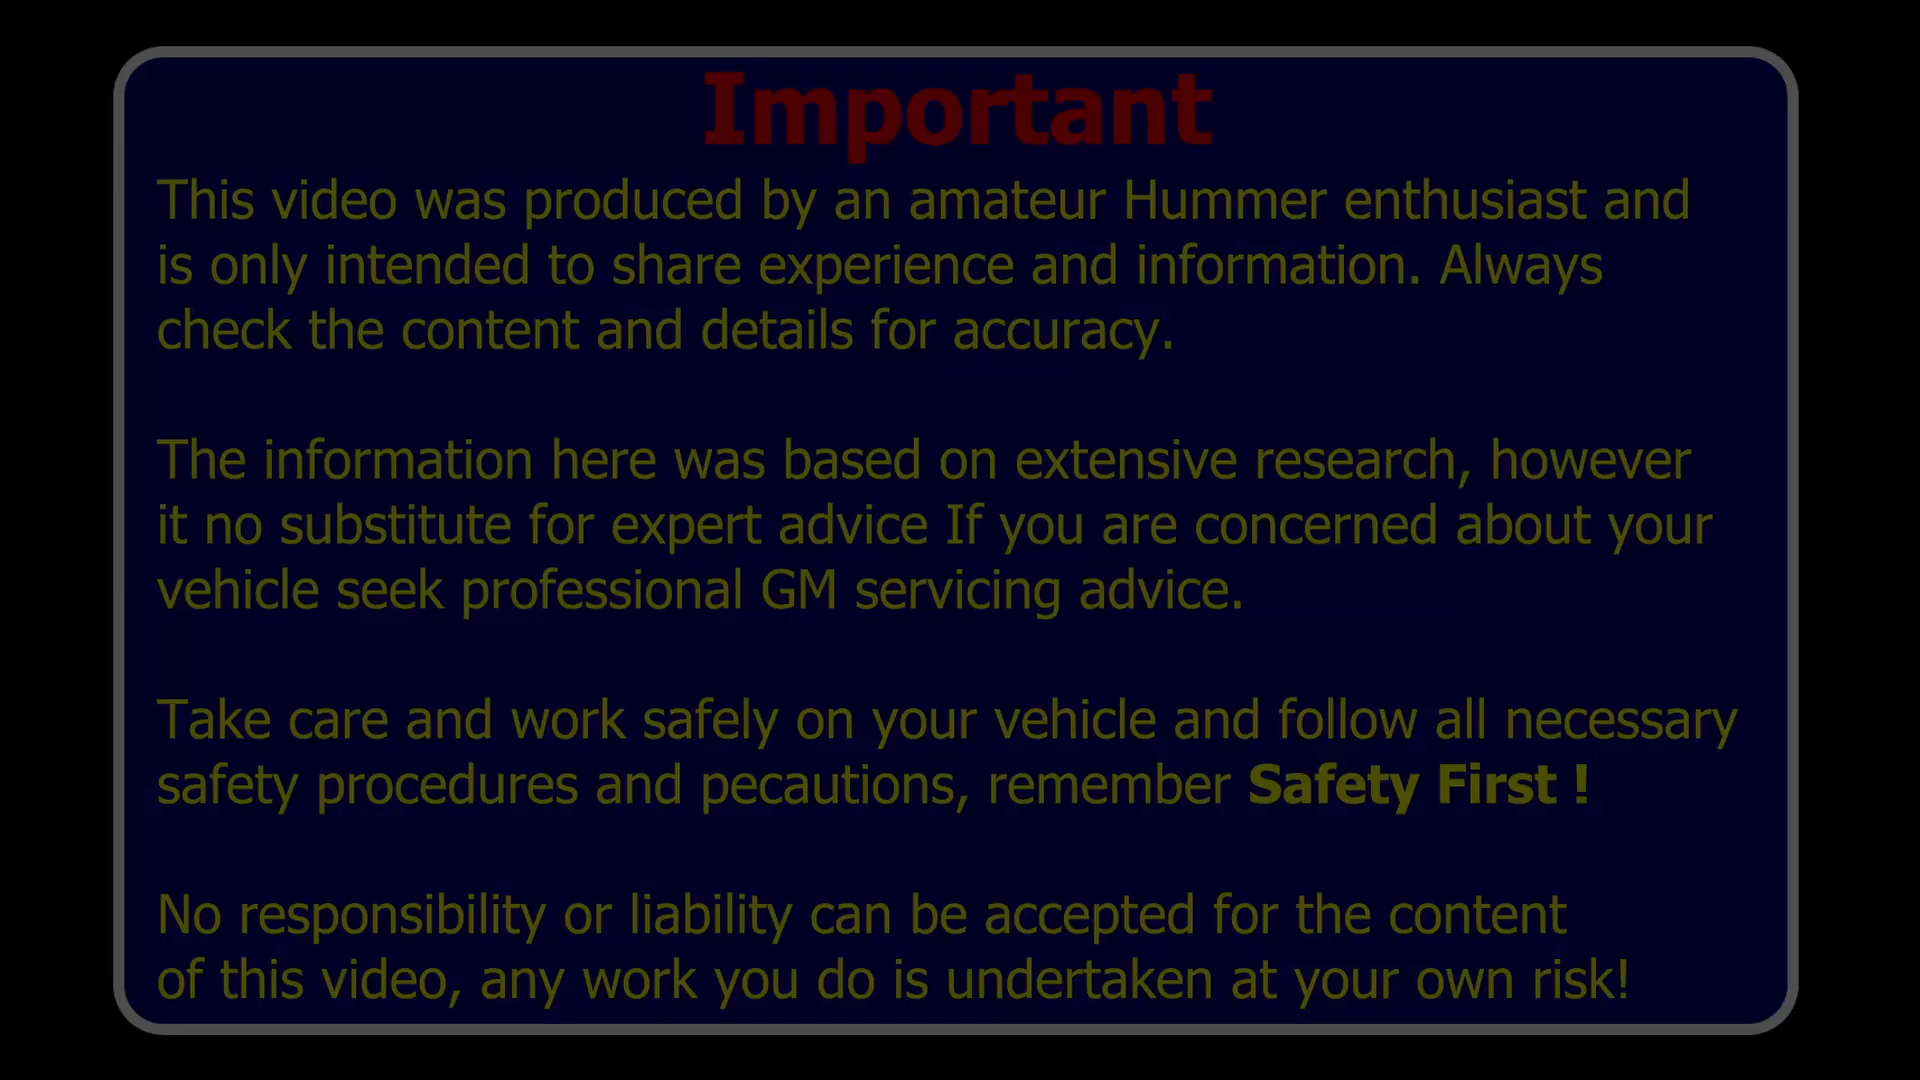 Important
This video was produced by an amateur Hummer enthusiast and
is only intended to share experience and information. Always
check the content and details for accuracy.
The information here was based on extensive research, however
it no substitute for expert advice If you are concerned about your
vehicle seek professional GM servicing advice.
Take care and work safely on your vehicle and follow all necessary
safety procedures and pecautions, remember Safety First !
No responsibility or liability can be accepted for the content
of this video, any work you do is undertaken at your own risk!